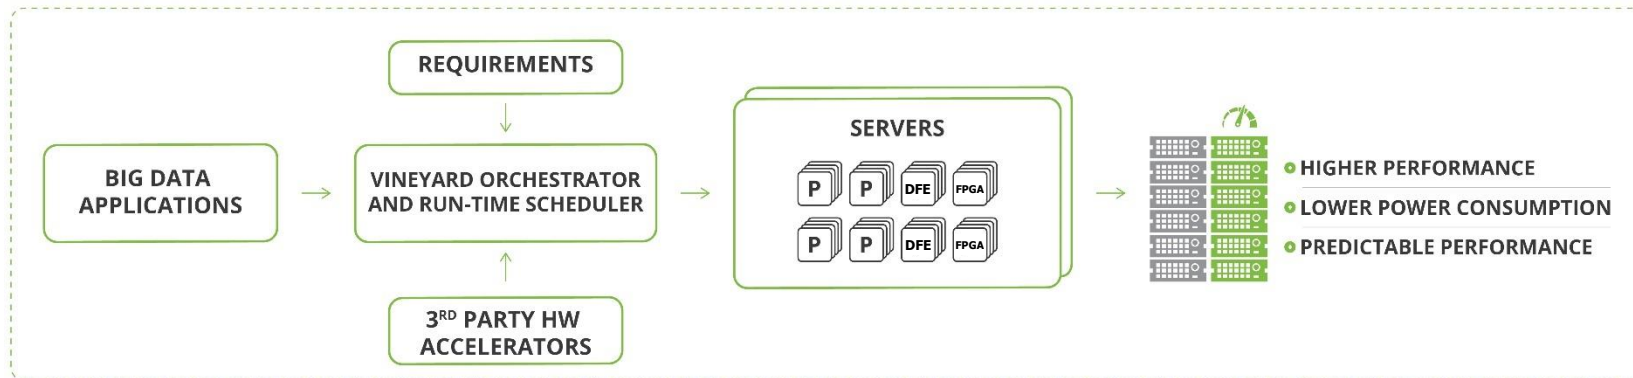 REQUIREMENTS
BIG DATA
APPLICATIONS
VINEYARD ORCHESTRATOR
AND RUN-TIME SCHEDULER
3RD PARTY HW
ACCELERATORS
SERVERS
P P DFE FPGA
P P DFE FPGA
HIGHER PERFORMANCE
LOWER POWER CONSUMPTION
PREDICTABLE PERFORMANCE